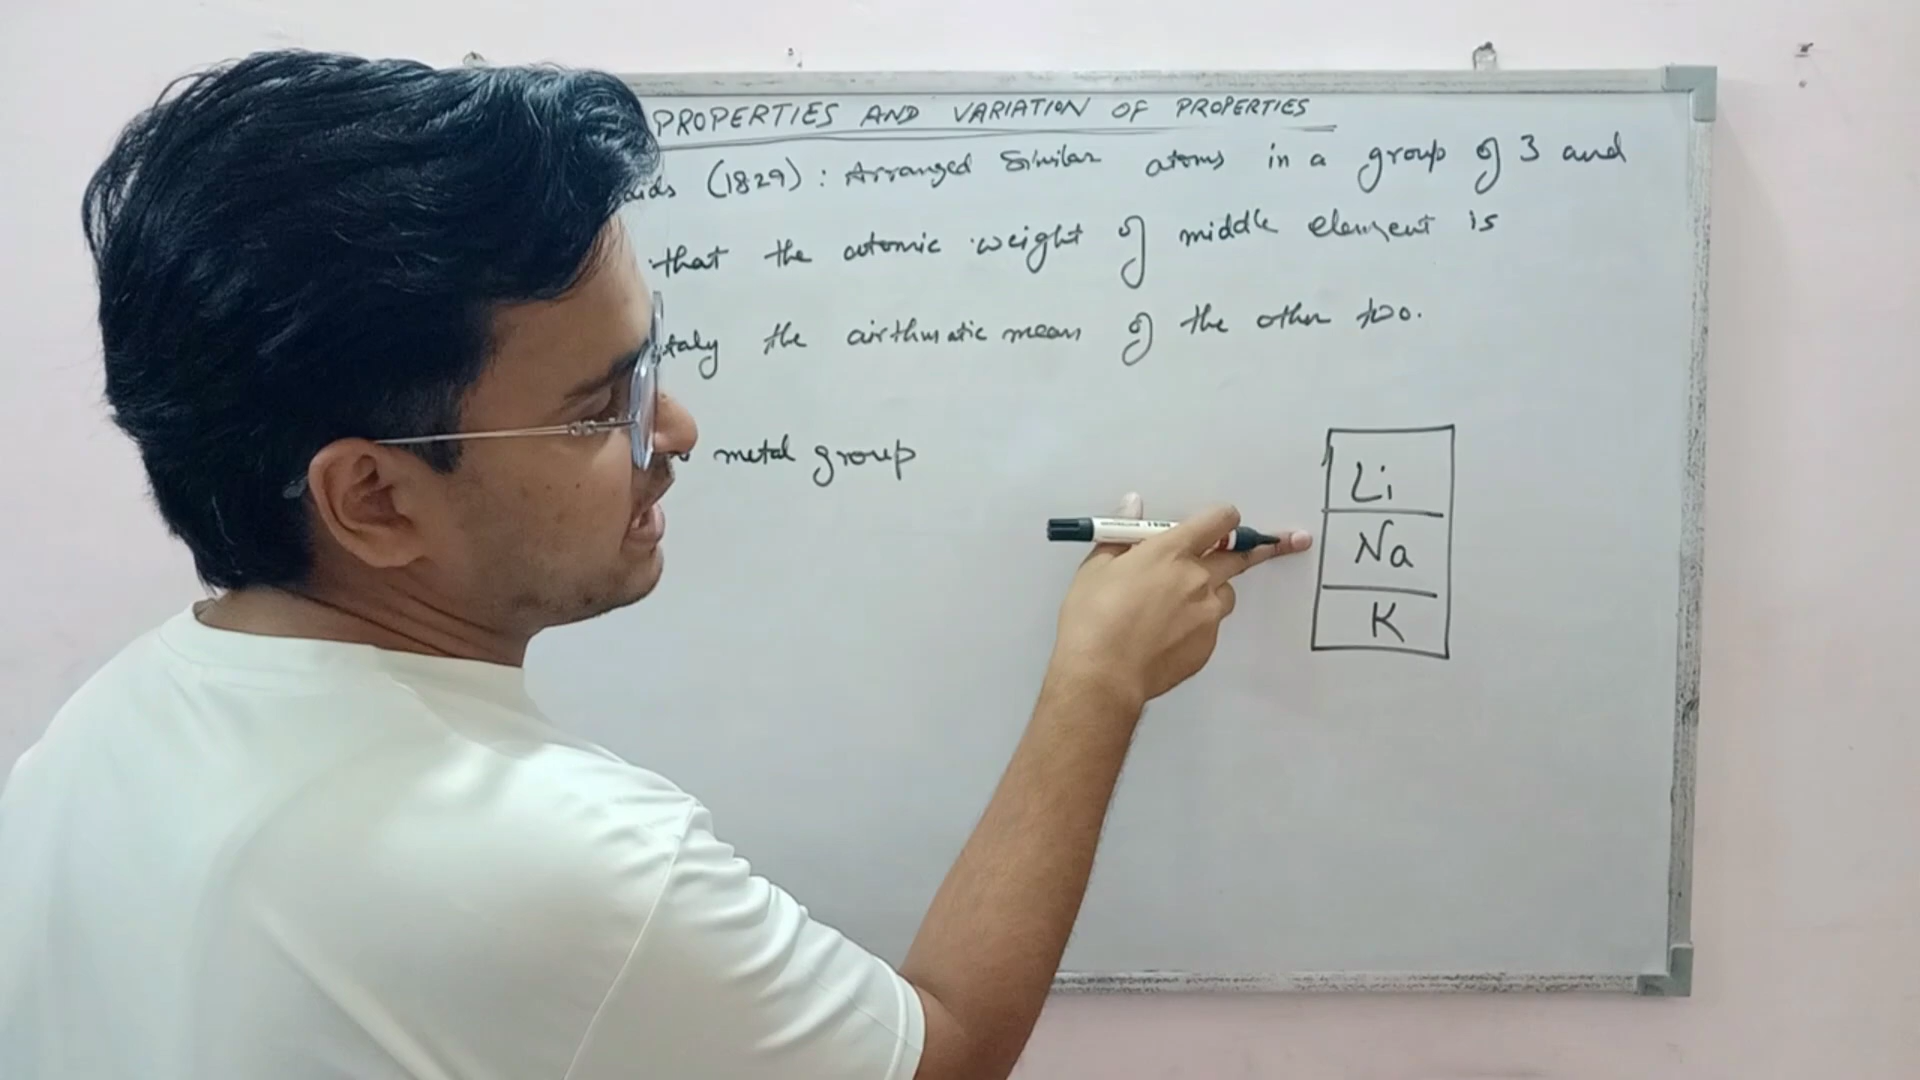 PROPERTIES AND VARIATION OF PROPERTIES
(1829) : Arranged Similar atoms in a group of 3 and
that the atomic weight of middle element is
the airthmatic mean of the other two.
metal group
Li
Na
K